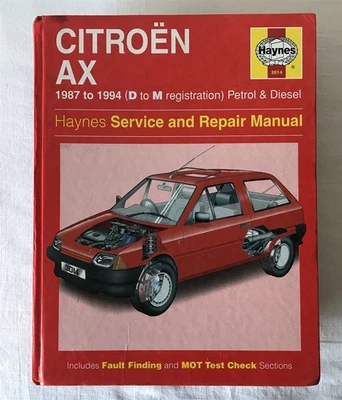 CITROËN
AX
Haynes
3014
1987 to 1994 (D to M registration) Petrol & Diesel
Haynes Service and Repair Manual
Includes Fault Finding and MOT Test Check Sections